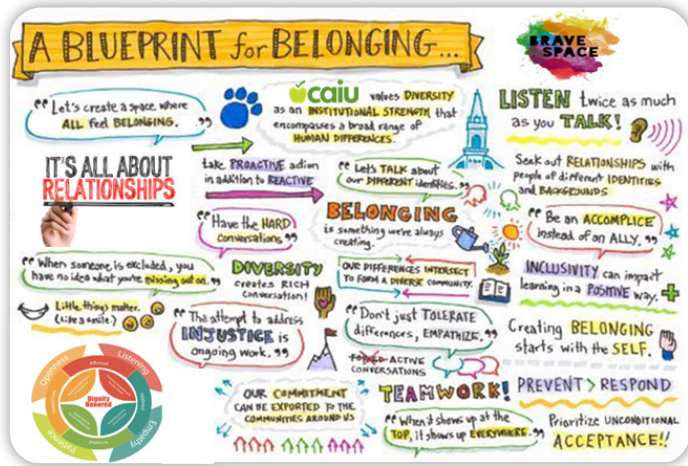 A BLUEPRINT for BELONGING...
BRAVE
SPACE
“Let's create a space where
ALL feel BELONGING.”
caiu values DIVERSITY
as an INSTITUTIONAL STRENGTH that
encompasses a broad range of
HUMAN DIFFERENCES.
LISTEN twice as much
as you TALK!
IT'S ALL ABOUT
RELATIONSHIPS
take PROACTIVE action
in addition to REACTIVE
“Let's TALK about
our DIFFERENT identities.”
Seek out RELATIONSHIPS with
people of different IDENTITIES
and BACKGROUNDS
“Have the HARD
conversations”
BELONGING
is something we're always
creating.
“Be an ACCOMPLICE
instead of an ALLY.”
“When someone is excluded, you
have no idea what you're missing out on.”
DIVERSITY
creates RICH
conversation!
OUR DIFFERENCES INTERSECT
TO FORM A DIVERSE COMMUNITY.
INCLUSIVITY can impact
learning in a POSITIVE way.
Little things matter.
(Like a smile.)
“The attempt to address
INJUSTICE is
ongoing work.”
“Don't just TOLERATE
differences, EMPATHIZE.”
Creating BELONGING
starts with the SELF.
ACTIVE
CONVERSATIONS
Openness
Listening
Empathy
Patience
Dignity
Honored
OUR COMMITMENT
CAN BE EXPORTED TO THE
COMMUNITIES AROUND US
TEAMWORK!
PREVENT > RESPOND
“When it shows up at the
TOP, it shows up EVERYWHERE.”
Prioritize UNCONDITIONAL
ACCEPTANCE!!